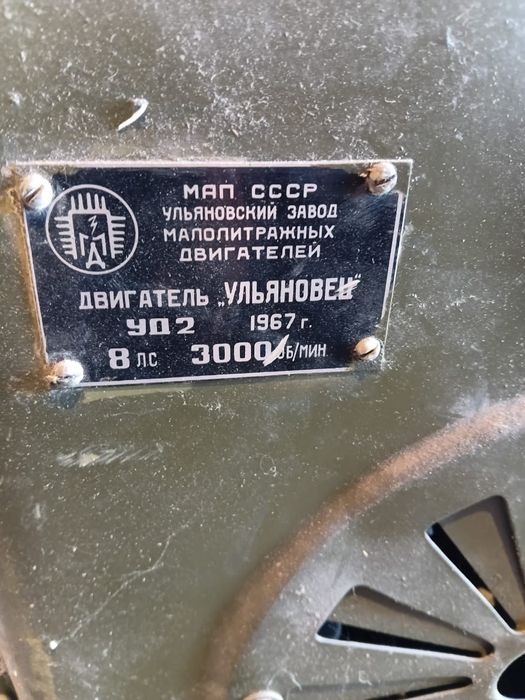 МАП СССР
УЛЬЯНОВСКИЙ ЗАВОД
МАЛОЛИТРАЖНЫХ
ДВИГАТЕЛЕЙ
ДВИГАТЕЛЬ „УЛЬЯНОВЕЦ"
УД2 1967 г.
8 ЛС 3000 ОБ/МИН